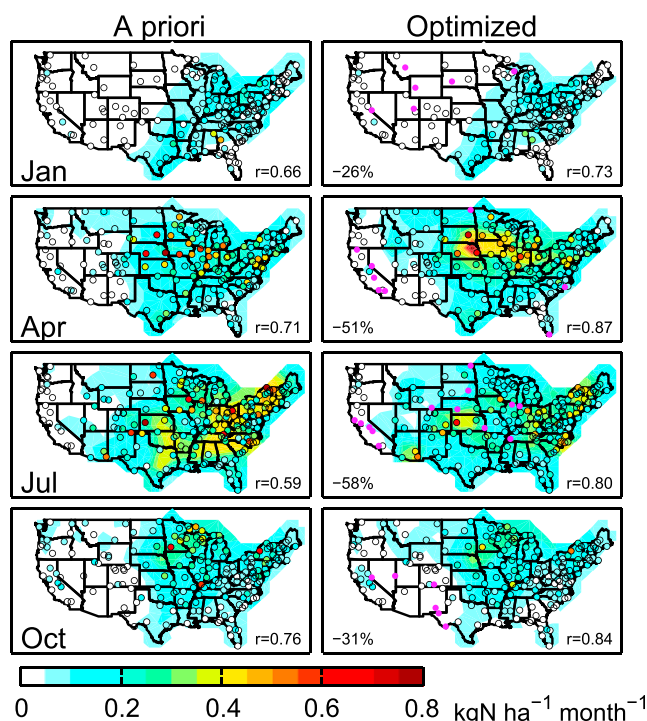 A priori Optimized
Jan r=0.66 −26% r=0.73
Apr r=0.71 −51% r=0.87
Jul r=0.59 −58% r=0.80
Oct r=0.76 −31% r=0.84
0 0.2 0.4 0.6 0.8 kgN ha⁻¹ month⁻¹